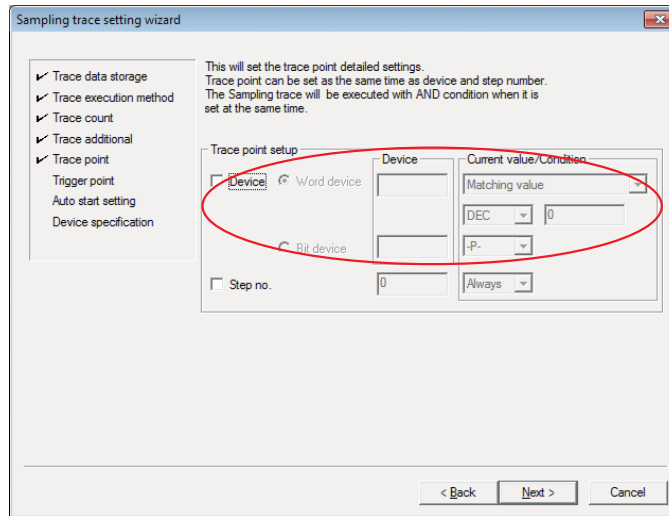 Sampling trace setting wizard
Trace data storage
Trace execution method
Trace count
Trace additional
Trace point
Trigger point
Auto start setting
Device specification
This will set the trace point detailed settings.
Trace point can be set as the same time as device and step number.
The Sampling trace will be executed with AND condition when it is
set at the same time.
Trace point setup
Device
Current value/Condition
Device Word device Matching value
DEC 0
Bit device -P-
Step no. 0 Always
< Back Next > Cancel